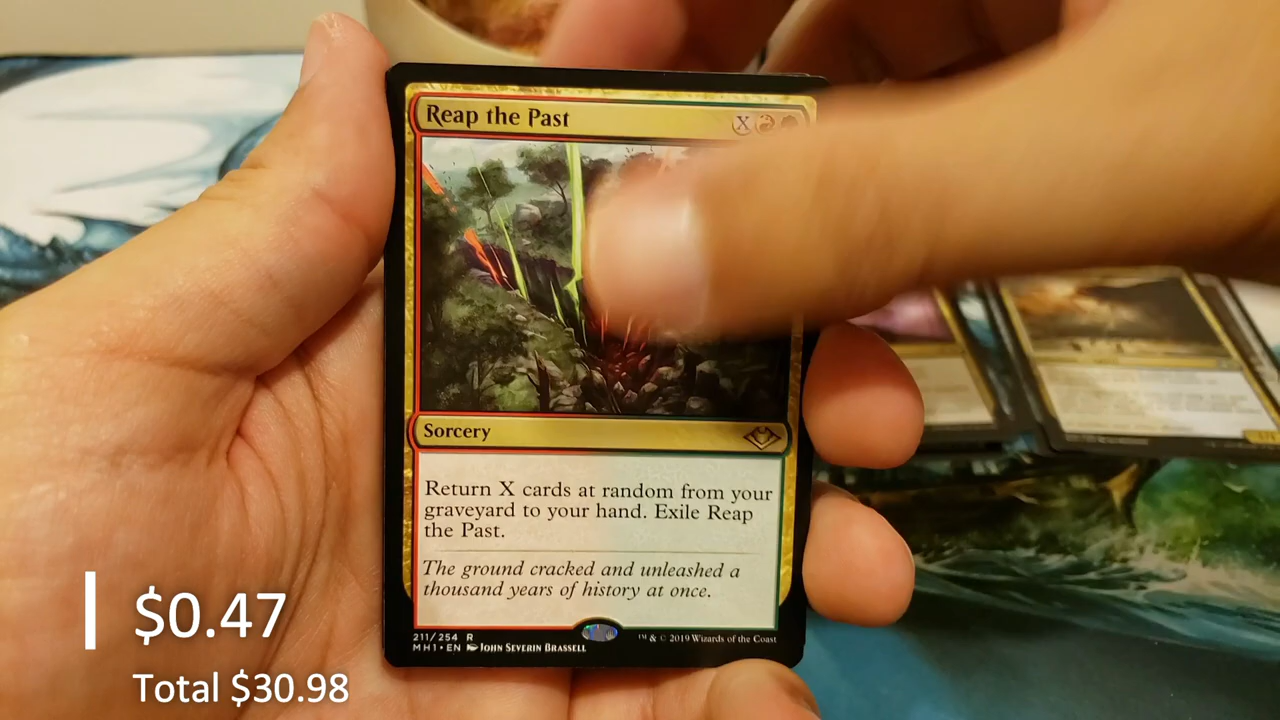 Reap the Past
X
Sorcery
Return X cards at random from your
graveyard to your hand. Exile Reap
the Past.
The ground cracked and unleashed a
thousand years of history at once.
211/254 R
MH1 • EN JOHN SEVERIN BRASSELL
™ & © 2019 Wizards of the Coast
$0.47
Total $30.98